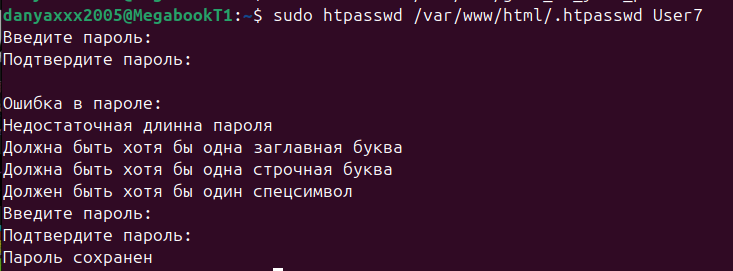 danyaxxx2005@MegabookT1:~$ sudo htpasswd /var/www/html/.htpasswd User7
Введите пароль:
Подтвердите пароль:
Ошибка в пароле:
Недостаточная длинна пароля
Должна быть хотя бы одна заглавная буква
Должна быть хотя бы одна строчная буква
Должен быть хотя бы один спецсимвол
Введите пароль:
Подтвердите пароль:
Пароль сохранен